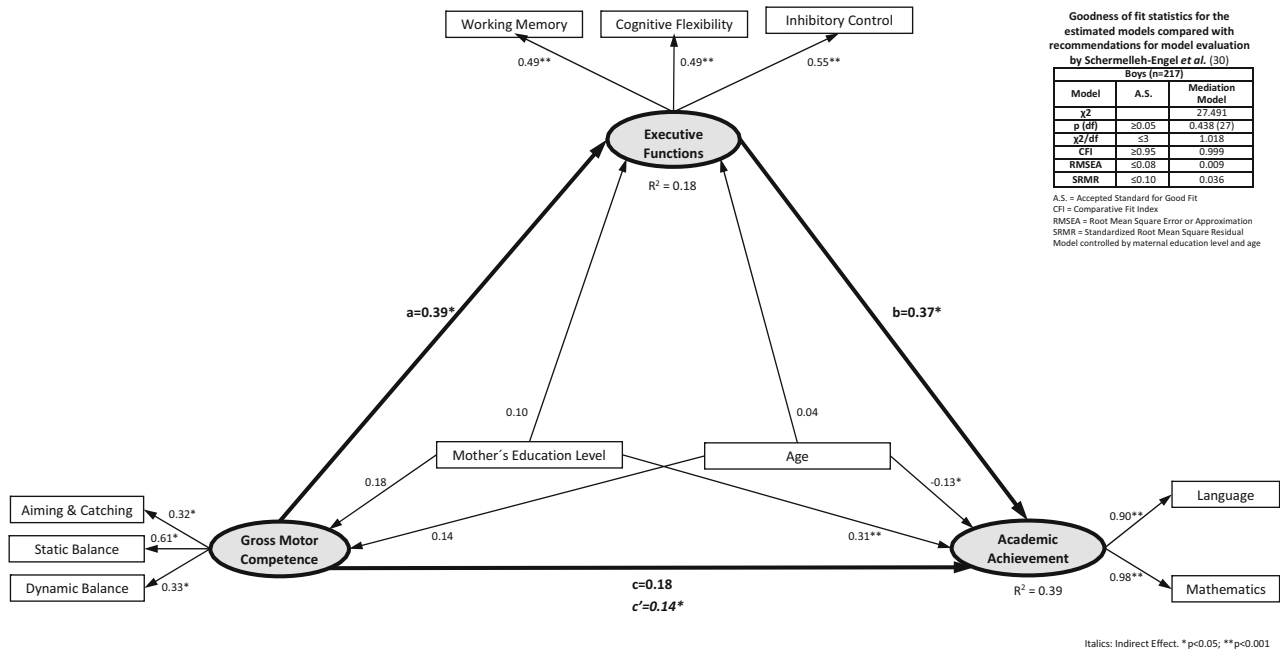 Working Memory
Cognitive Flexibility
Inhibitory Control
0.49**
0.49**
0.55**
Goodness of fit statistics for the
estimated models compared with
recommendations for model evaluation
by Schermelleh-Engel et al. (30)
Boys (n=217)
Model A.S. Mediation Model
χ2 27.491
p (df) ≥0.05 0.438 (27)
χ2/df ≤3 1.018
CFI ≥0.95 0.999
RMSEA ≤0.08 0.009
SRMR ≤0.10 0.036
A.S. = Accepted Standard for Good Fit
CFI = Comparative Fit Index
RMSEA = Root Mean Square Error or Approximation
SRMR = Standardized Root Mean Square Residual
Model controlled by maternal education level and age
Executive
Functions
R² = 0.18
a=0.39*
b=0.37*
0.10
0.04
Mother´s Education Level
Age
0.18
0.14
0.31**
-0.13*
Aiming & Catching
Static Balance
Dynamic Balance
0.32*
0.61*
0.33*
Gross Motor
Competence
c=0.18
c’=0.14*
Academic
Achievement
R² = 0.39
0.90**
0.98**
Language
Mathematics
Italics: Indirect Effect. *p<0.05; **p<0.001